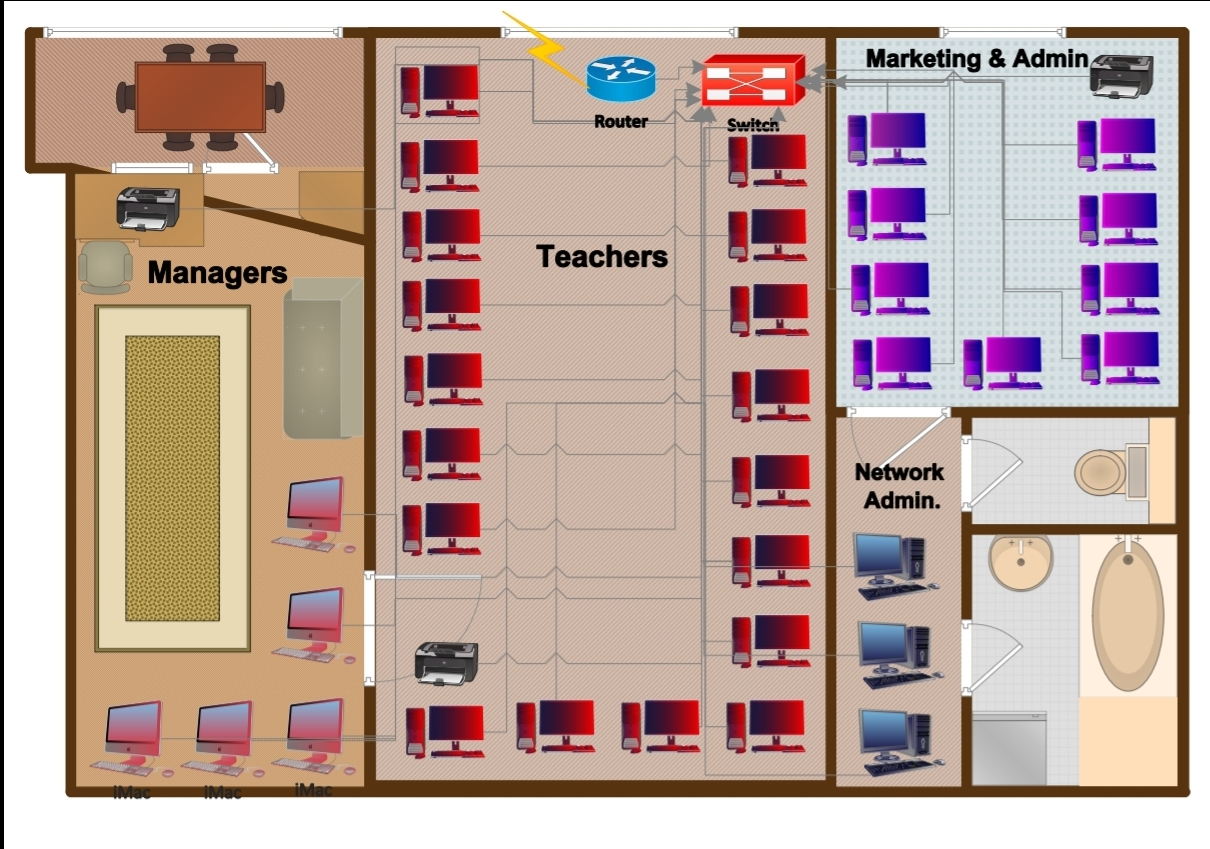 Marketing & Admin
Router
Switch
Teachers
Managers
Network
Admin.
iMac
iMac
iMac